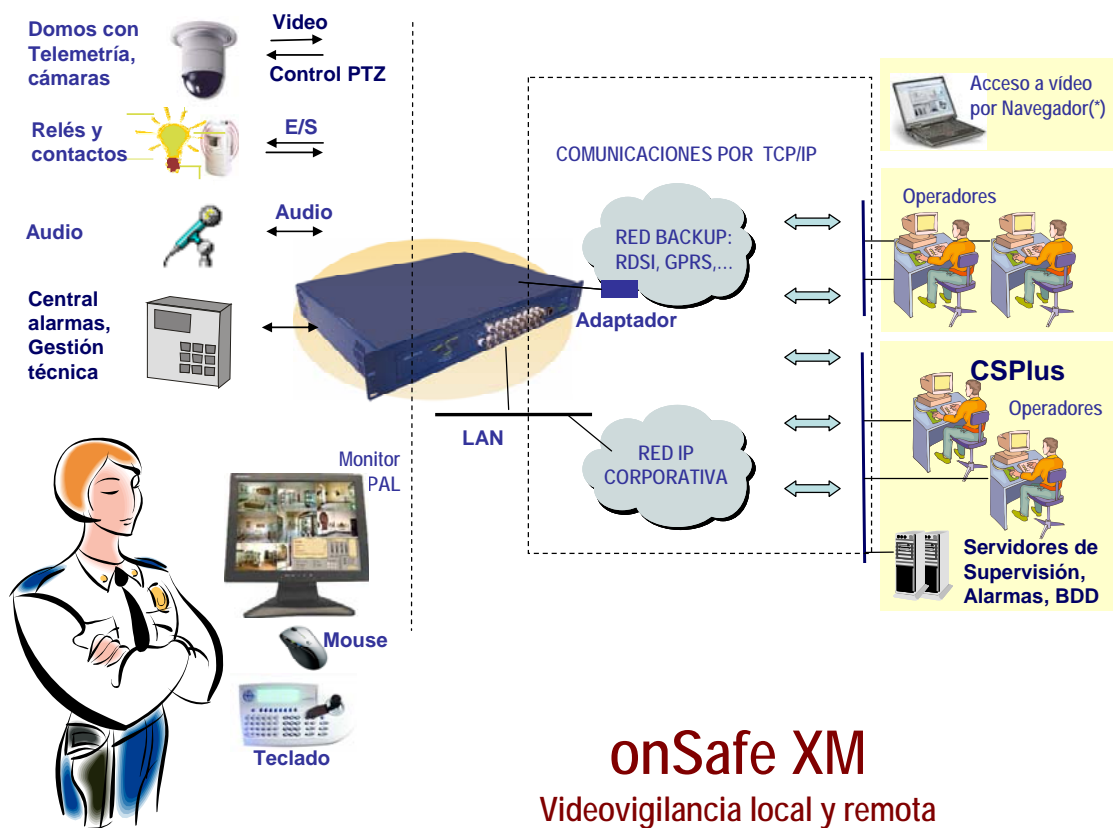 Domos con
Telemetría,
cámaras
Video
Control PTZ
Relés y
contactos
E/S
Audio
Audio
Central
alarmas,
Gestión
técnica
COMUNICACIONES POR TCP/IP
RED BACKUP:
RDSI, GPRS,...
Adaptador
LAN
RED IP
CORPORATIVA
Acceso a vídeo
por Navegador(*)
Operadores
CSPlus
Operadores
Servidores de
Supervisión,
Alarmas, BDD
Monitor
PAL
Mouse
Teclado
onSafe XM
Videovigilancia local y remota